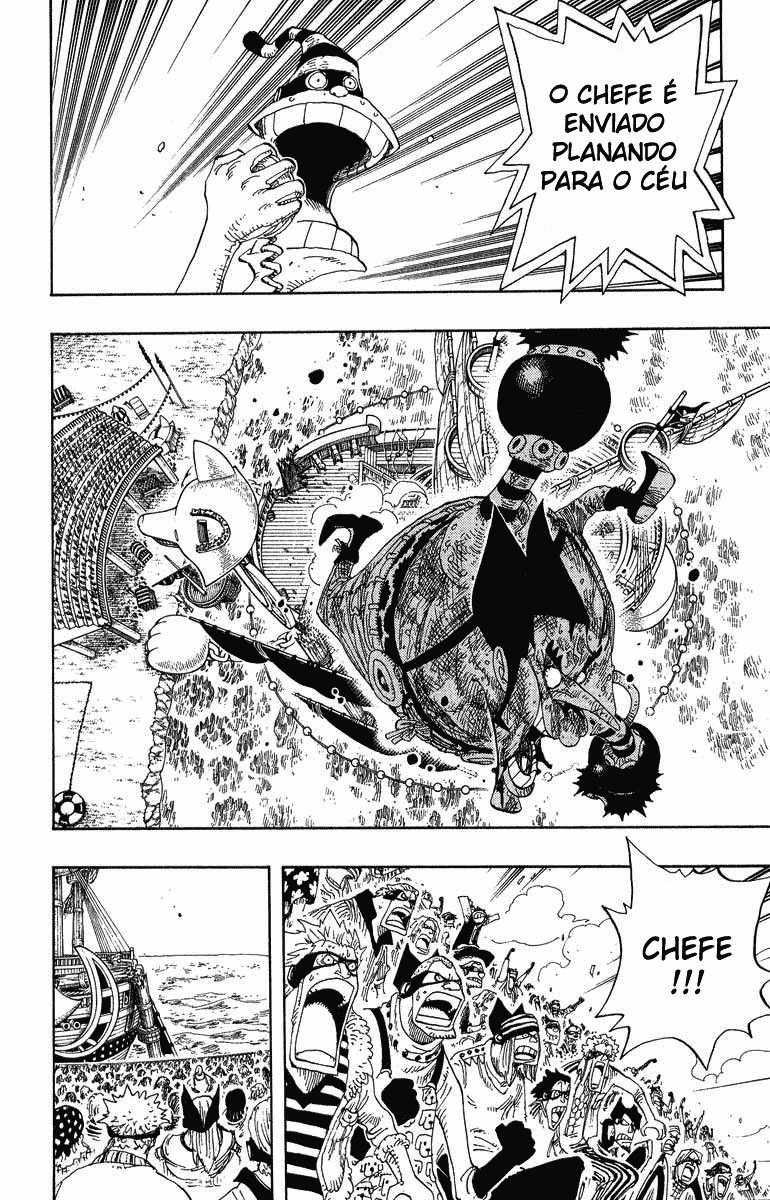 O CHEFE É
ENVIADO
PLANANDO
PARA O CÉU
CHEFE
!!!